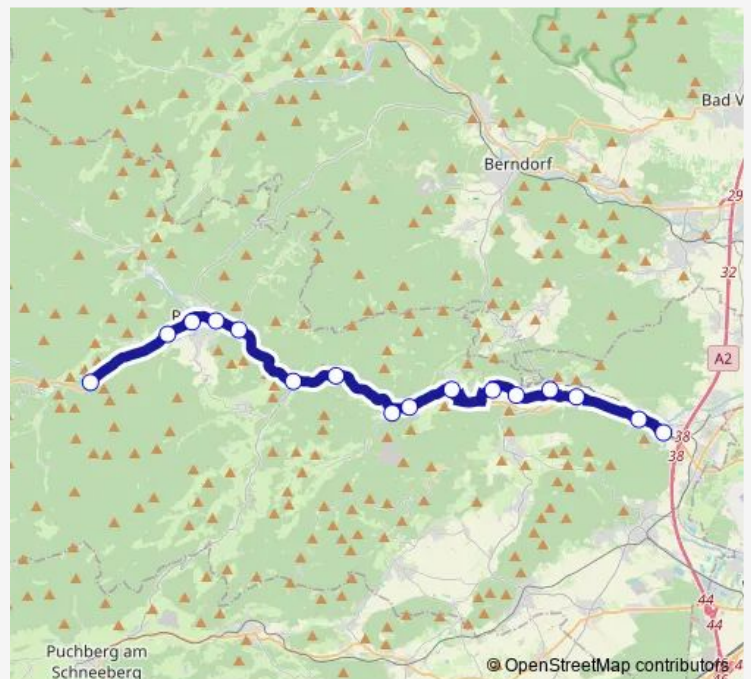 Bad V
Berndorf
29
32
P
A2
38
38
44
44
Puchberg am
Schneeberg
© OpenStreetMap contributors